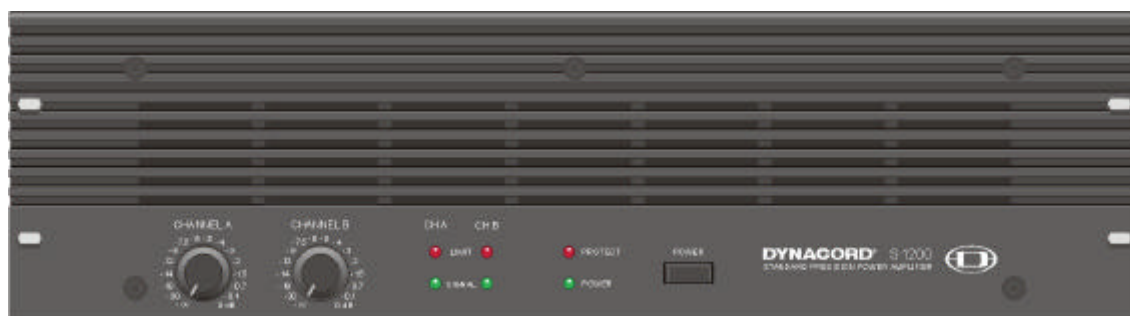 CHANNEL A
CHANNEL B
CH A
CH B
LIMIT
SIGNAL
PROTECT
POWER
POWER
DYNACORD® S 1200
STANDARD PRECISION POWER AMPLIFIER